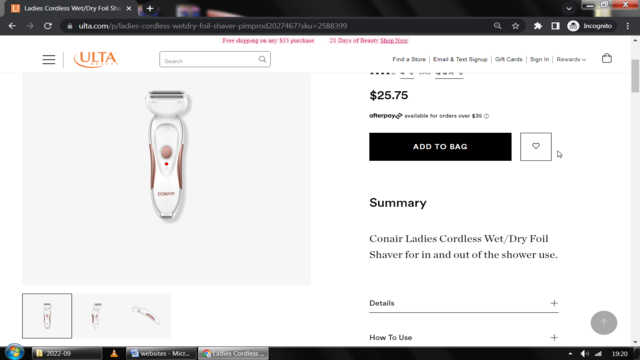 Ladies Cordless Wet/Dry Foil Sha
ulta.com/p/ladies-cordless-wetdry-foil-shaver-pimprod2027467?sku=2588399
Incognito
Free shipping on any $35 purchase
21 Days of Beauty Shop Now
ULTA
BEAUTY
Search
Find a Store
Email & Text Signup
Gift Cards
Sign In
Rewards
$25.75
afterpay available for orders over $35
ADD TO BAG
CONAIR
Summary
Conair Ladies Cordless Wet/Dry Foil
Shaver for in and out of the shower use.
Details
How To Use
2022-09
websites - Micr...
Ladies Cordless ...
19:20